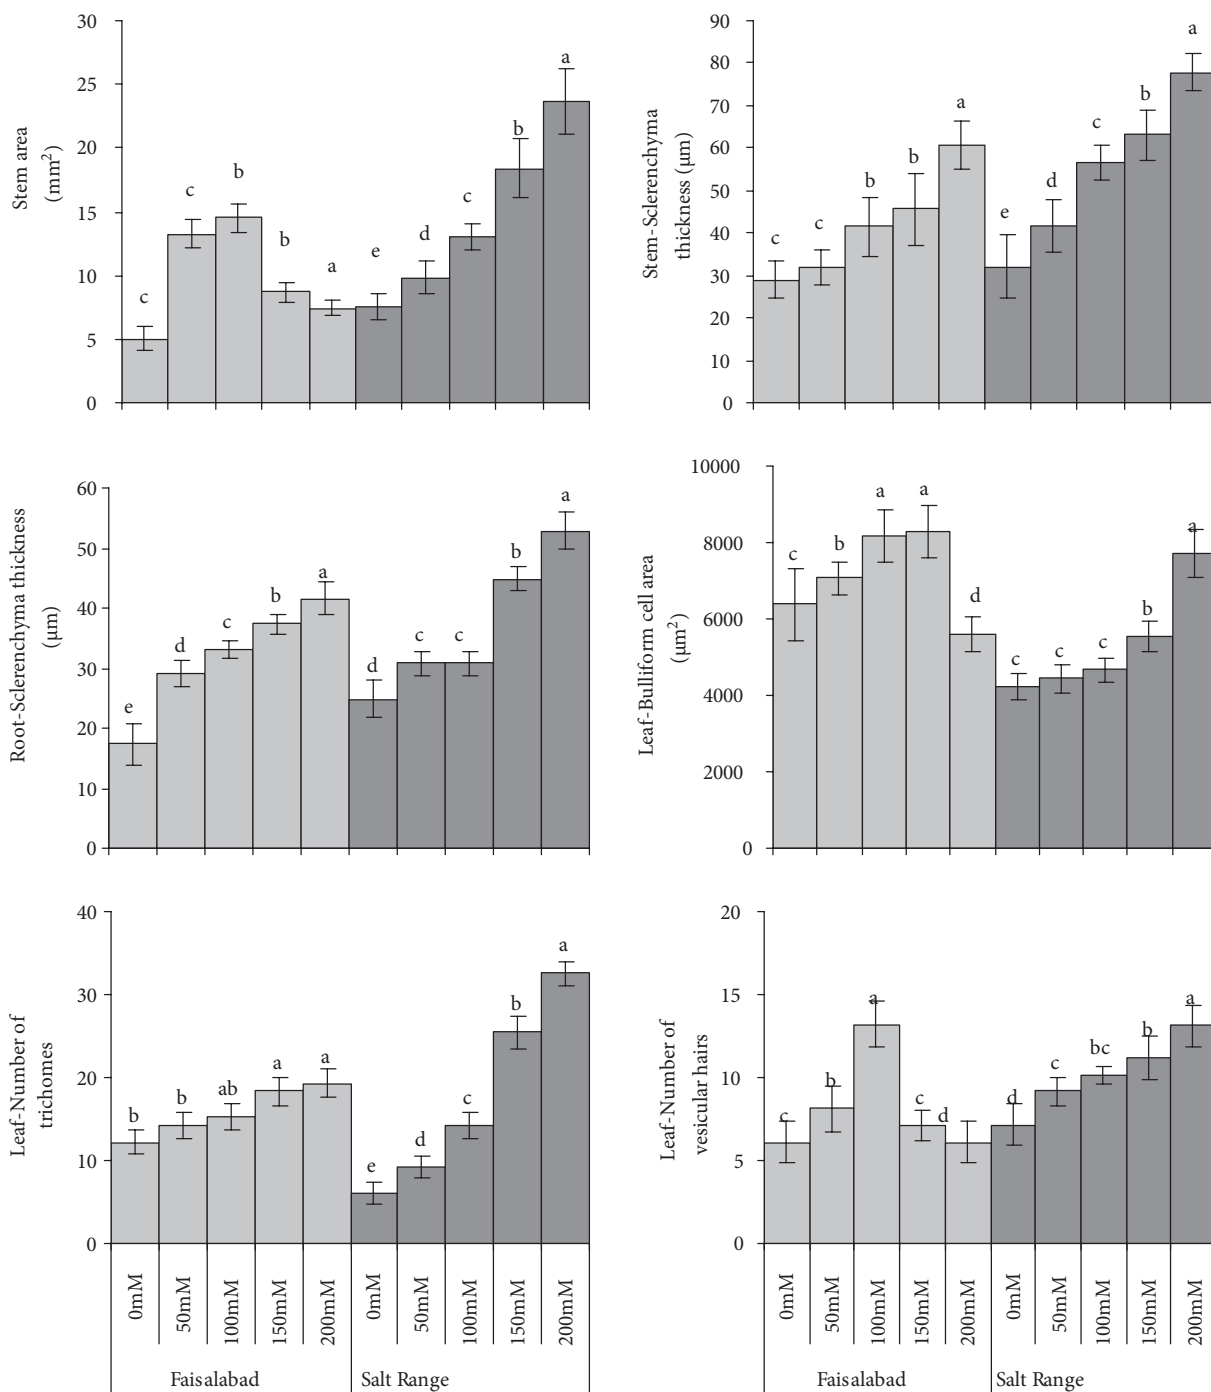 Stem area
(mm²)
30
25
20
15
10
5
0
c
c
b
b
a
e
d
c
b
a
Stem-Sclerenchyma
thickness (µm)
90
80
70
60
50
40
30
20
10
0
c
c
b
b
a
e
d
c
b
a
Root-Sclerenchyma thickness
(µm)
60
50
40
30
20
10
0
e
d
c
b
a
d
c
c
b
a
Leaf-Bulliform cell area
(µm²)
10000
8000
6000
4000
2000
0
c
b
a
a
d
c
c
c
b
a
Leaf-Number of
trichomes
40
30
20
10
0
b
b
ab
a
a
e
d
c
b
a
0mM
50mM
100mM
150mM
200mM
0mM
50mM
100mM
150mM
200mM
Faisalabad
Salt Range
Leaf-Number of
vesicular hairs
20
15
10
5
0
c
b
a
c
d
d
c
bc
b
a
0mM
50mM
100mM
150mM
200mM
0mM
50mM
100mM
150mM
200mM
Faisalabad
Salt Range